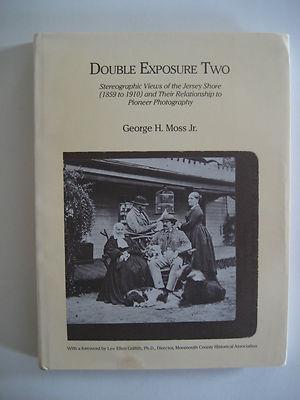 DOUBLE EXPOSURE TWO
Stereographic Views of the Jersey Shore
(1859 to 1910) and Their Relationship to
Pioneer Photography
George H. Moss Jr.
With a foreword by Lee Ellen Griffith, Ph.D., Director, Monmouth County Historical Association